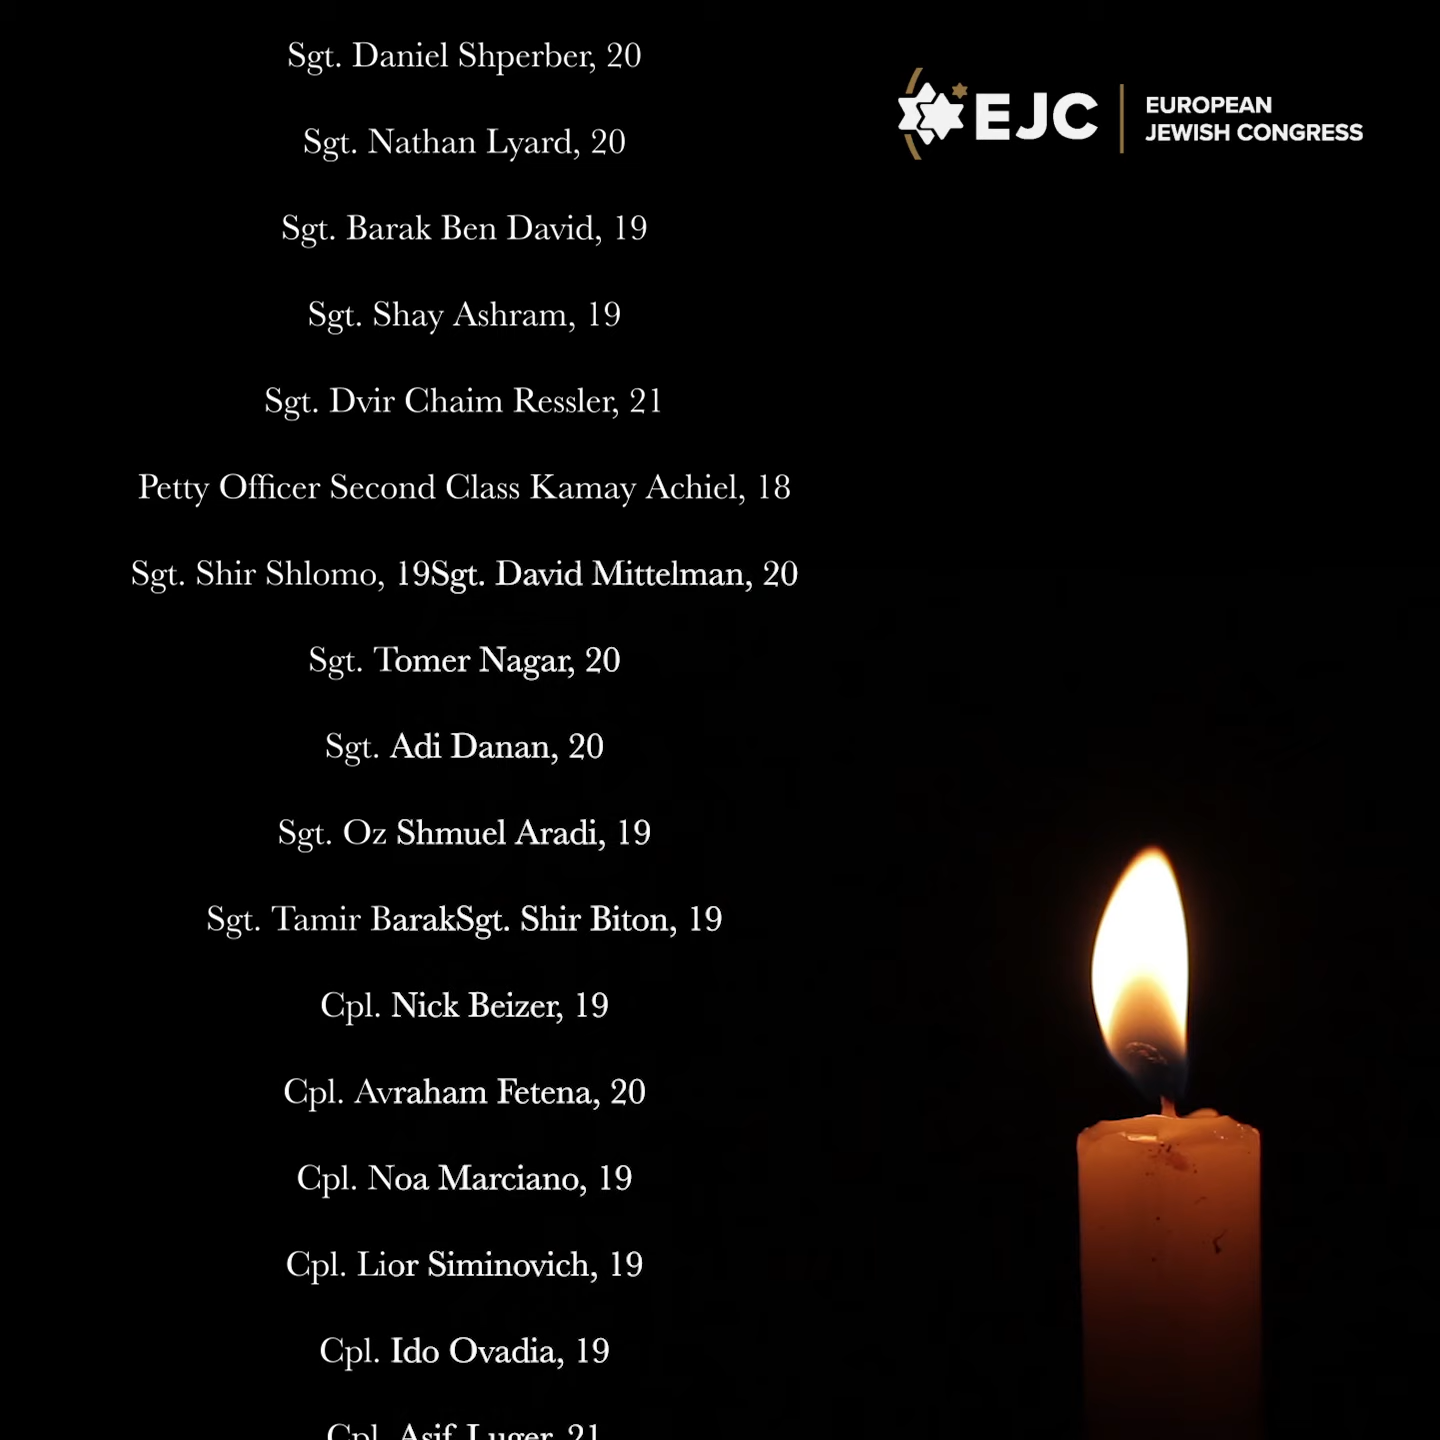 Sgt. Daniel Shperber, 20
Sgt. Nathan Lyard, 20
Sgt. Barak Ben David, 19
Sgt. Shay Ashram, 19
Sgt. Dvir Chaim Ressler, 21
Petty Officer Second Class Kamay Achiel, 18
Sgt. Shir Shlomo, 19Sgt. David Mittelman, 20
Sgt. Tomer Nagar, 20
Sgt. Adi Danan, 20
Sgt. Oz Shmuel Aradi, 19
Sgt. Tamir BarakSgt. Shir Biton, 19
Cpl. Nick Beizer, 19
Cpl. Avraham Fetena, 20
Cpl. Noa Marciano, 19
Cpl. Lior Siminovich, 19
Cpl. Ido Ovadia, 19
Cpl. Asif Luger, 21
EJC
EUROPEAN
JEWISH CONGRESS